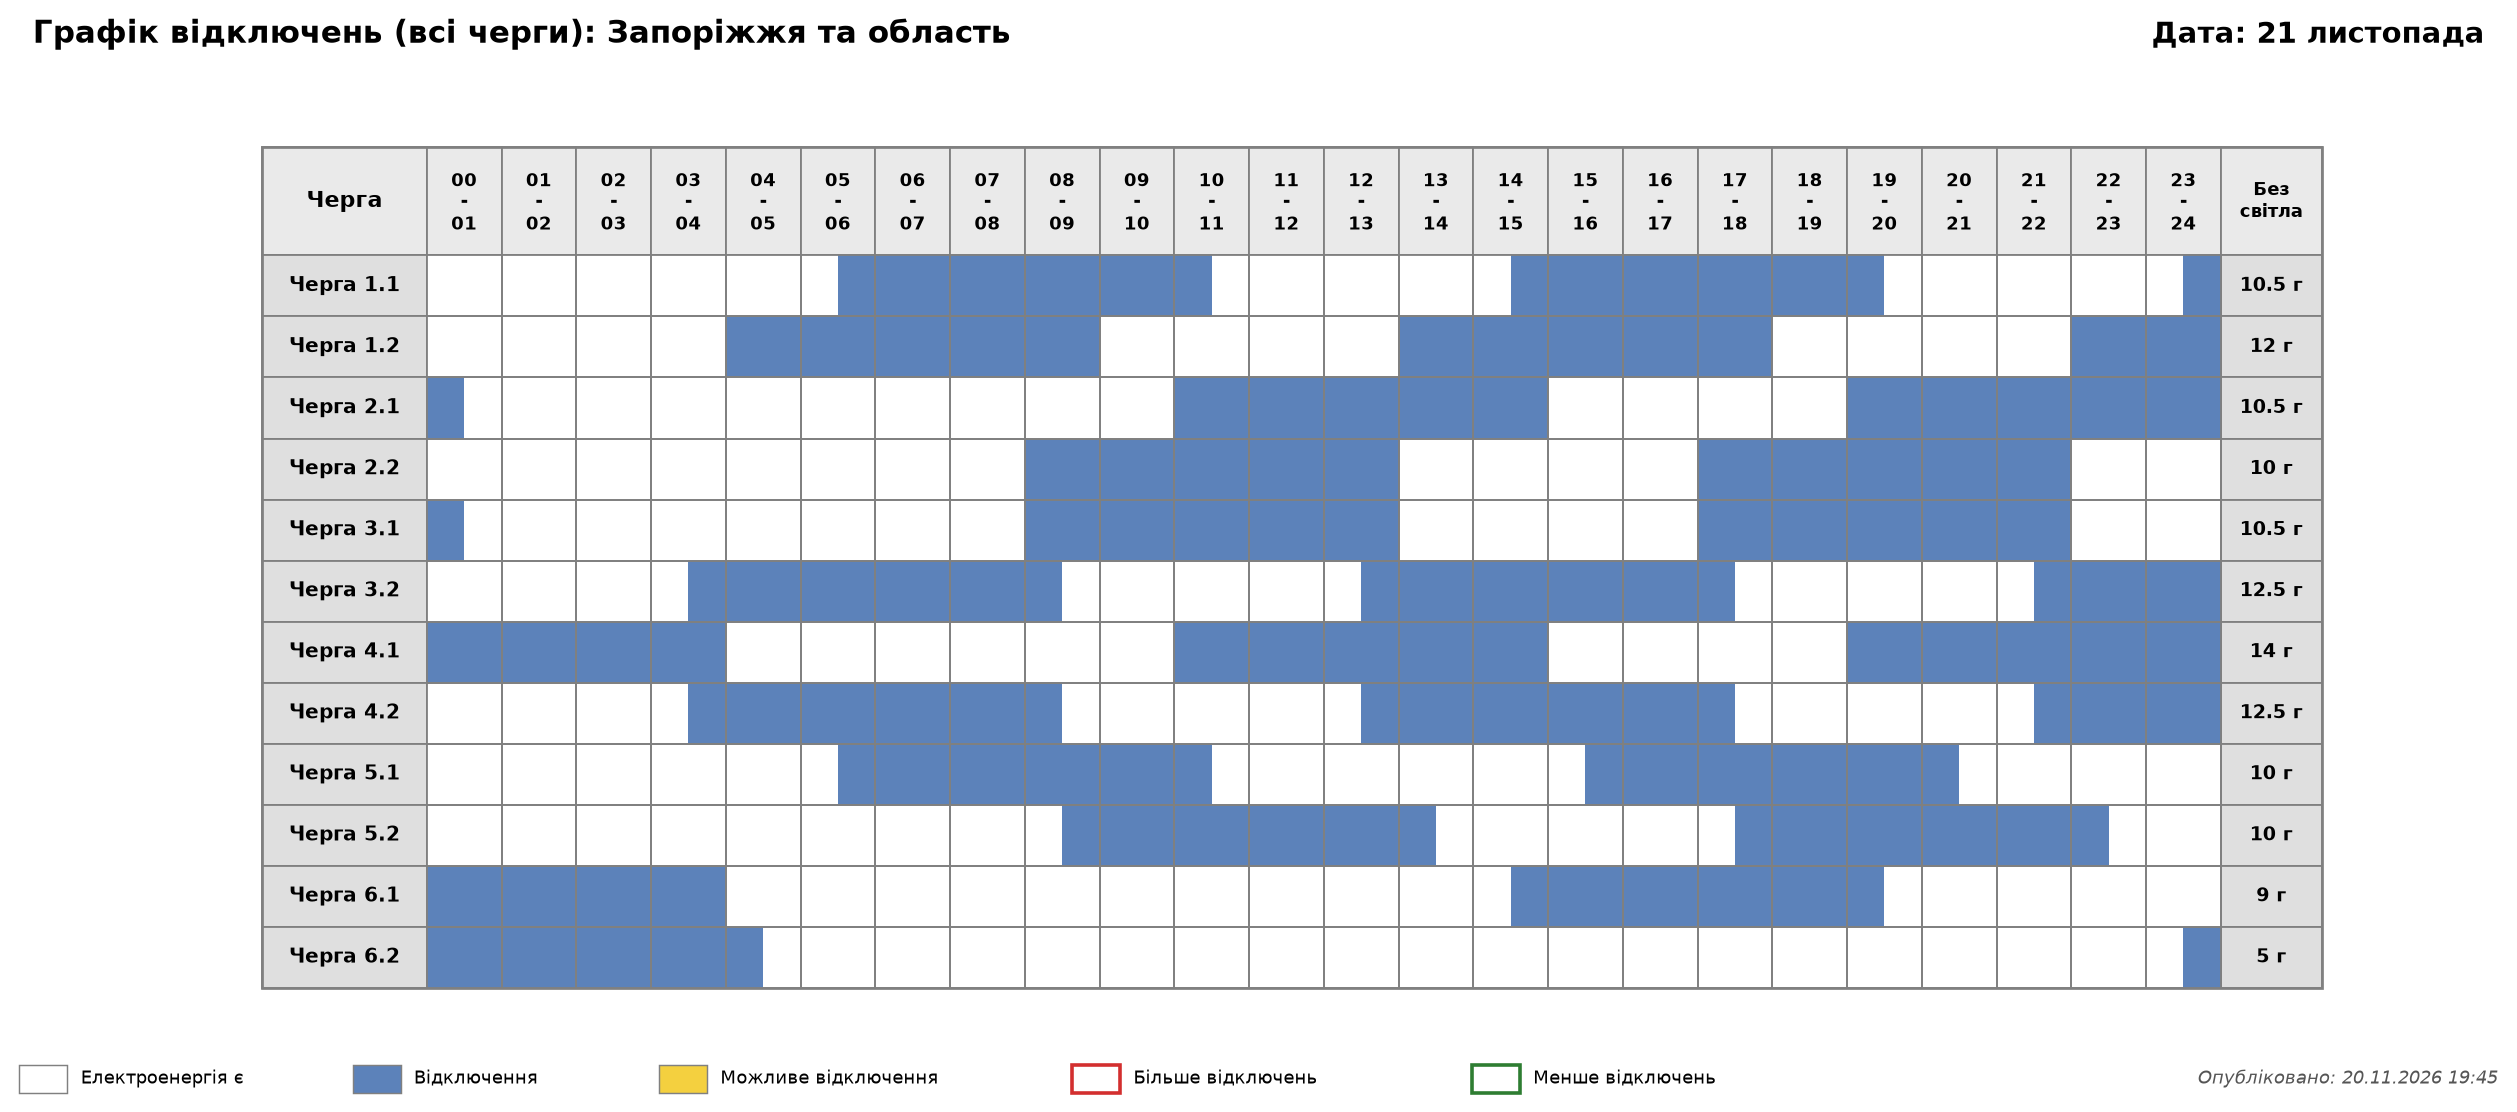 Графік відключень (всі черги): Запоріжжя та область
Дата: 21 листопада
Черга
00 - 01
01 - 02
02 - 03
03 - 04
04 - 05
05 - 06
06 - 07
07 - 08
08 - 09
09 - 10
10 - 11
11 - 12
12 - 13
13 - 14
14 - 15
15 - 16
16 - 17
17 - 18
18 - 19
19 - 20
20 - 21
21 - 22
22 - 23
23 - 24
Без світла
Черга 1.1 10.5 г
Черга 1.2 12 г
Черга 2.1 10.5 г
Черга 2.2 10 г
Черга 3.1 10.5 г
Черга 3.2 12.5 г
Черга 4.1 14 г
Черга 4.2 12.5 г
Черга 5.1 10 г
Черга 5.2 10 г
Черга 6.1 9 г
Черга 6.2 5 г
Електроенергія є
Відключення
Можливе відключення
Більше відключень
Менше відключень
Опубліковано: 20.11.2026 19:45